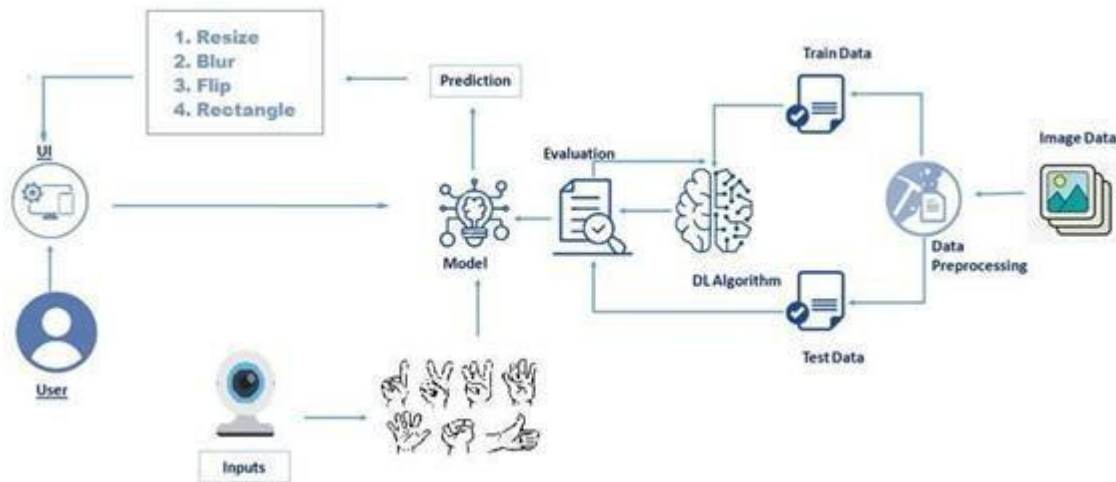 1. Resize
2. Blur
3. Flip
4. Rectangle
Prediction
Train Data
UI
Evaluation
Image Data
Model
DL Algorithm
Data
Preprocessing
User
Test Data
Inputs